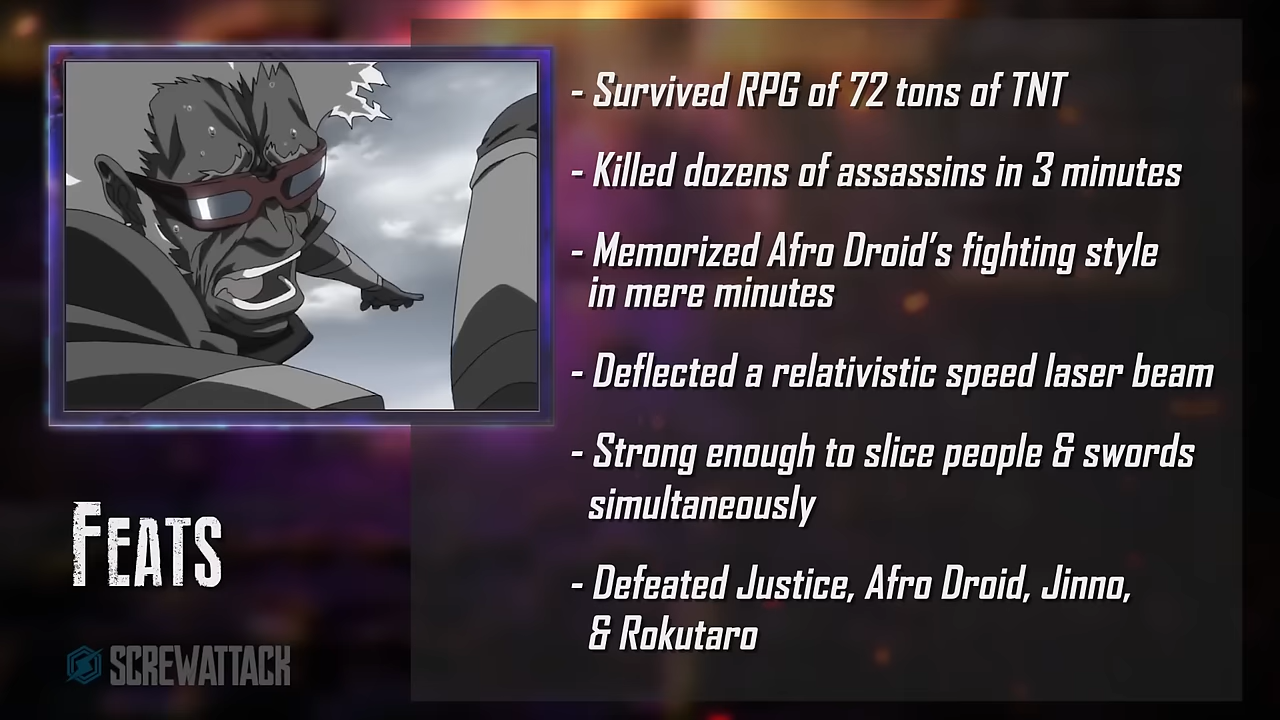 - Survived RPG of 72 tons of TNT
- Killed dozens of assassins in 3 minutes
- Memorized Afro Droid's fighting style
in mere minutes
- Deflected a relativistic speed laser beam
- Strong enough to slice people & swords
simultaneously
- Defeated Justice, Afro Droid, Jinno,
& Rokutaro
Feats
SCREWATTACK